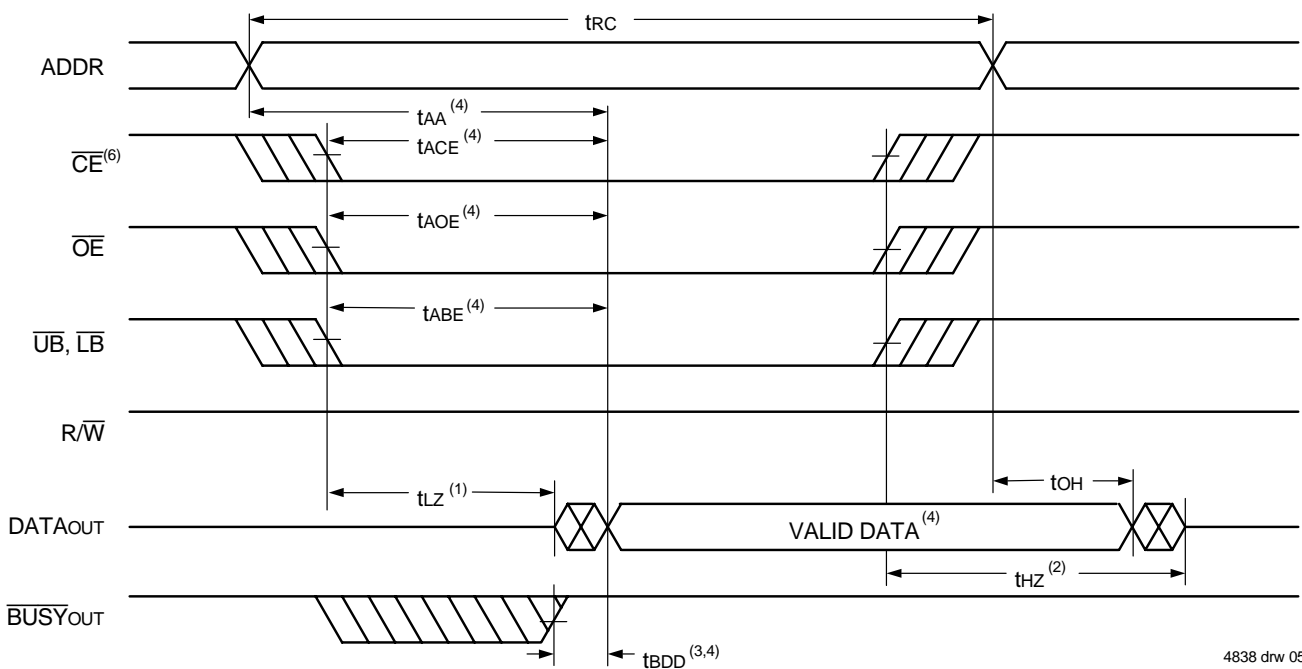 tRC
ADDR
tAA (4)
tACE (4)
CE(6)
tAOE (4)
OE
tABE (4)
UB, LB
R/W
tLZ (1)
tOH
DATAOUT
VALID DATA(4)
tHZ (2)
BUSYOUT
tBDD (3,4)
4838 drw 05